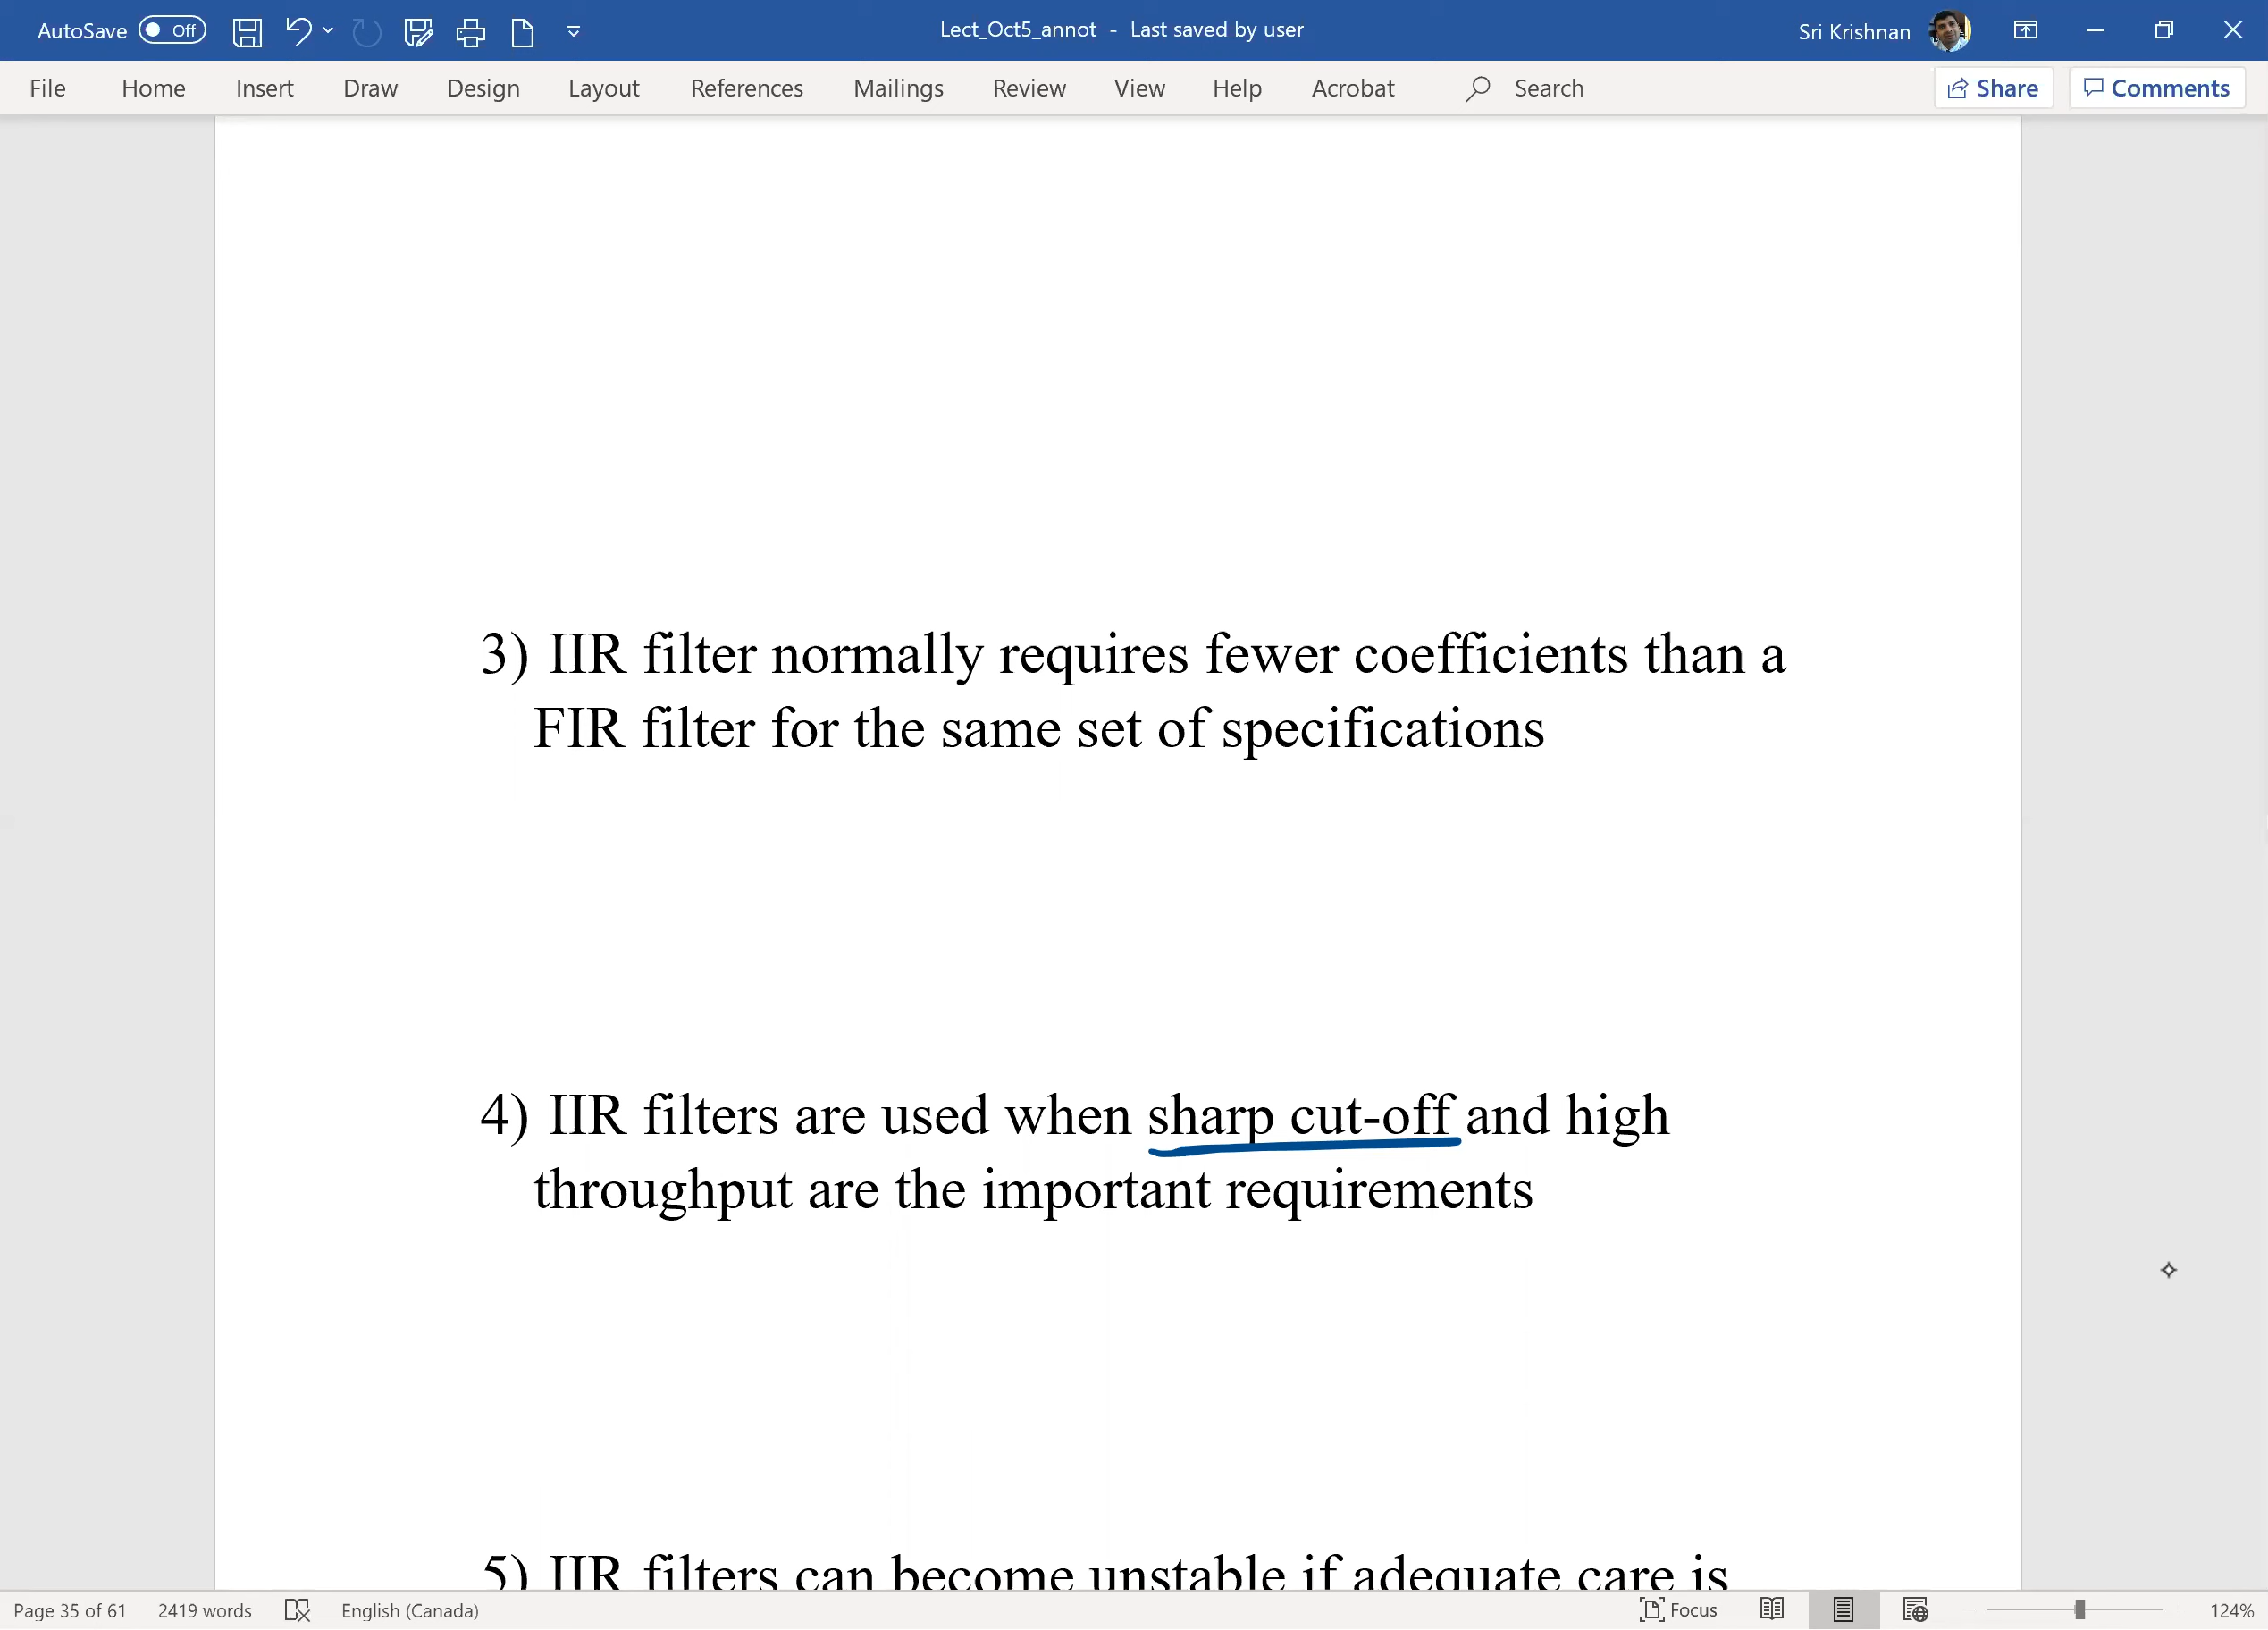 AutoSave Off Lect_Oct5_annot - Last saved by user Sri Krishnan
File Home Insert Draw Design Layout References Mailings Review View Help Acrobat Search Share Comments
3) IIR filter normally requires fewer coefficients than a
FIR filter for the same set of specifications
4) IIR filters are used when sharp cut-off and high
throughput are the important requirements
5) IIR filters can become unstable if adequate care is
Page 35 of 61 2419 words English (Canada) Focus 124%